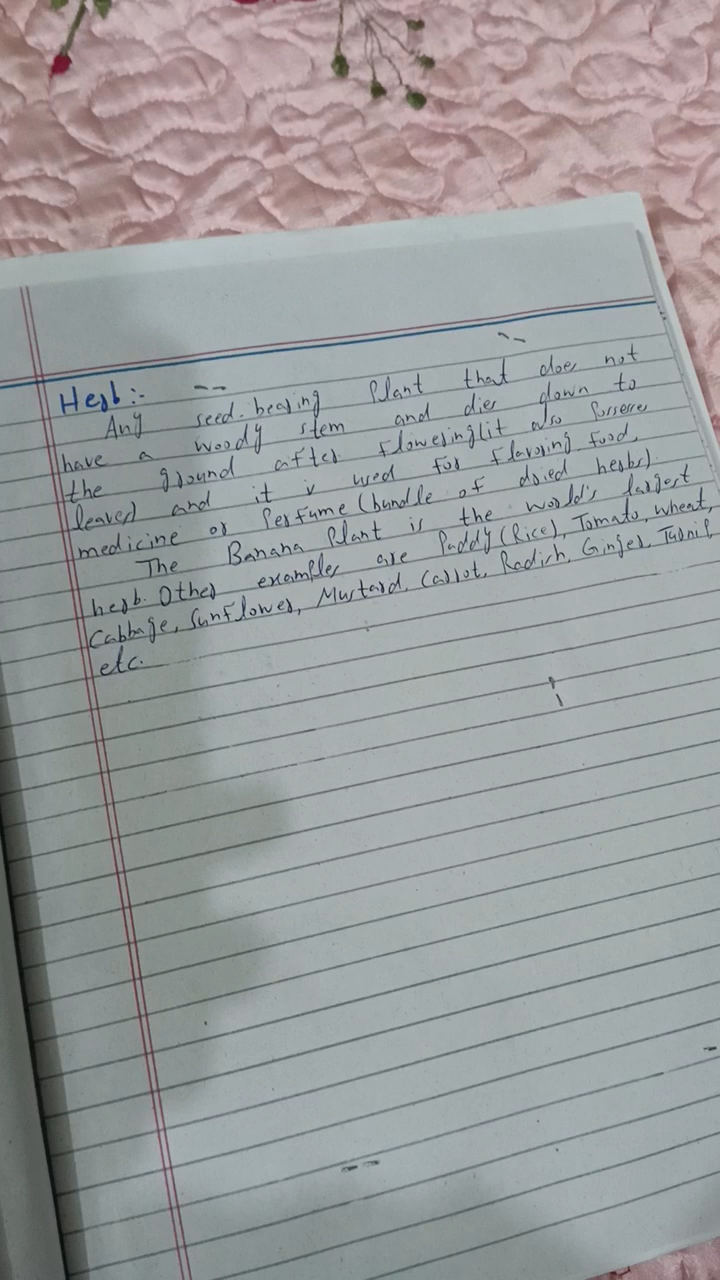 Herb:-
Any seed-bearing Plant that does not
have a woody stem and dies down to
the ground after flowering(it also Purserre
leaves) and it is used for flavoring food,
medicine or Perfume (bundle of dried herbs).
The Banana Plant is the world's largest
herb. Other examples are Paddy (Rice), Tomato, Wheat,
Cabbage, Sunflower, Mustard, Carrot, Radish, Ginger, Turnip
etc.